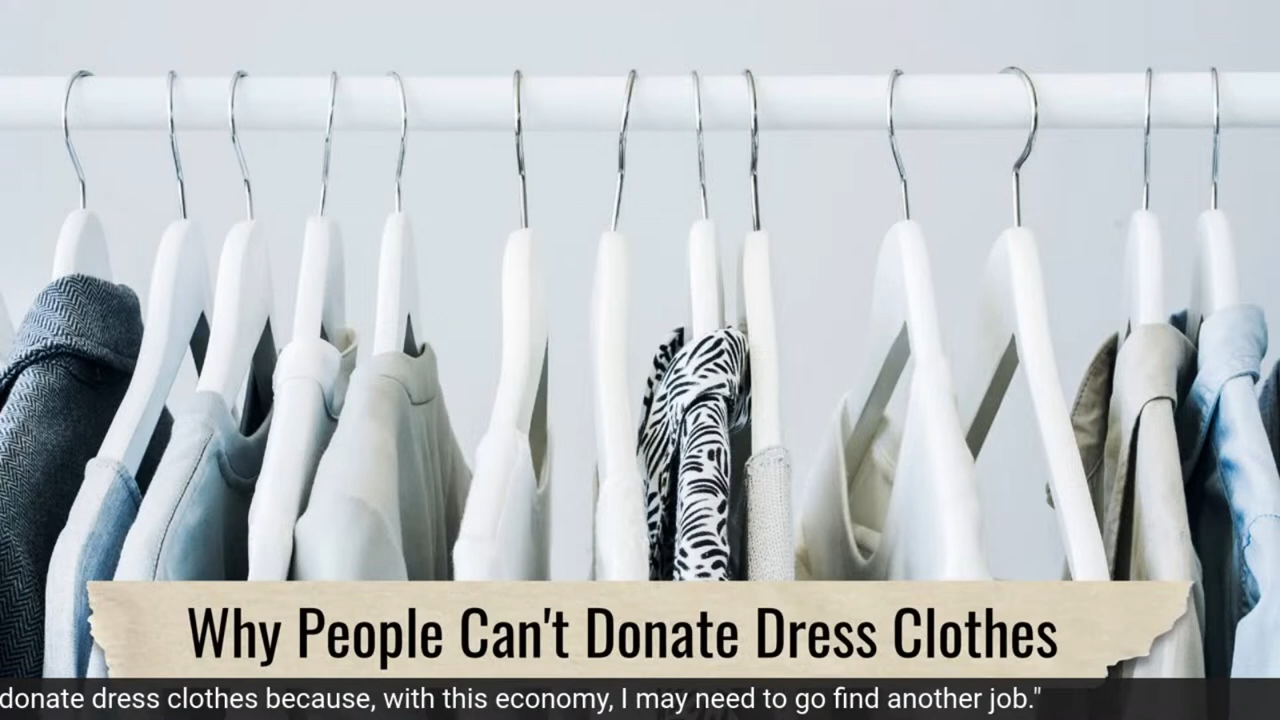 Why People Can't Donate Dress Clothes
donate dress clothes because, with this economy, I may need to go find another job."